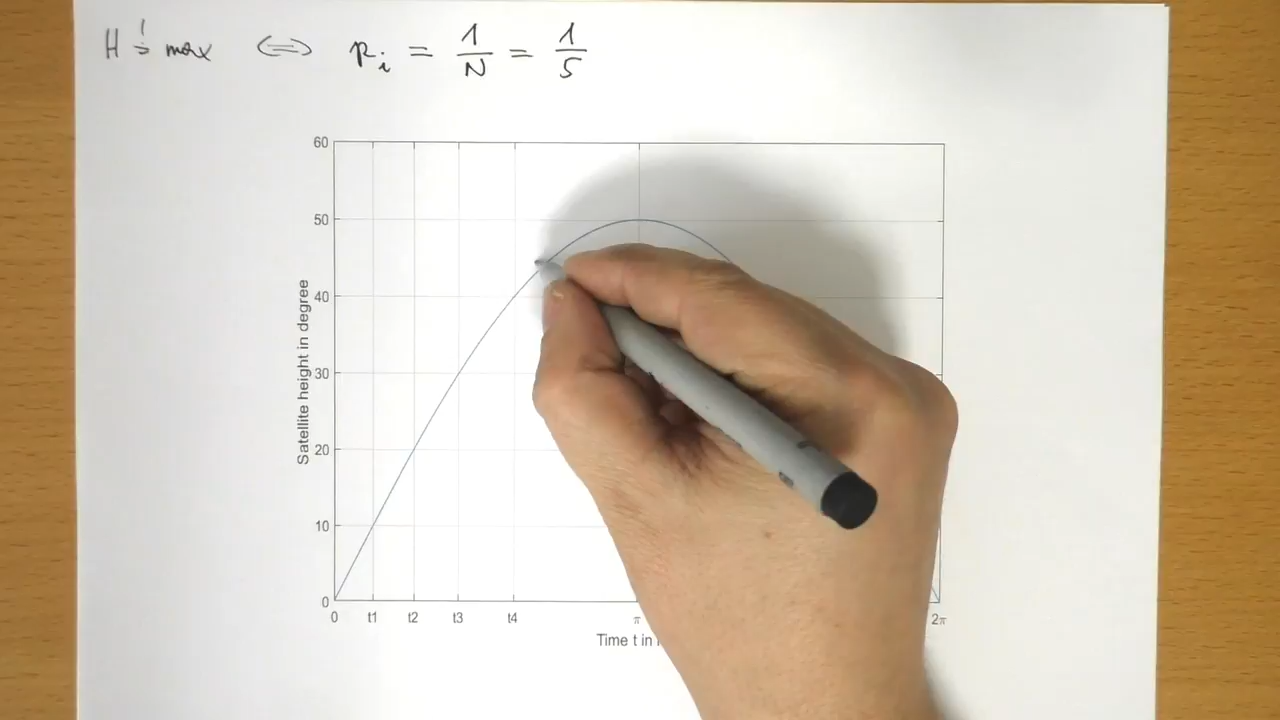 H != max ⇔ p_i = 1/N = 1/5
60
50
40
30
20
10
0
Satellite height in degree
0 t1 t2 t3 t4 π 2π
Time t in